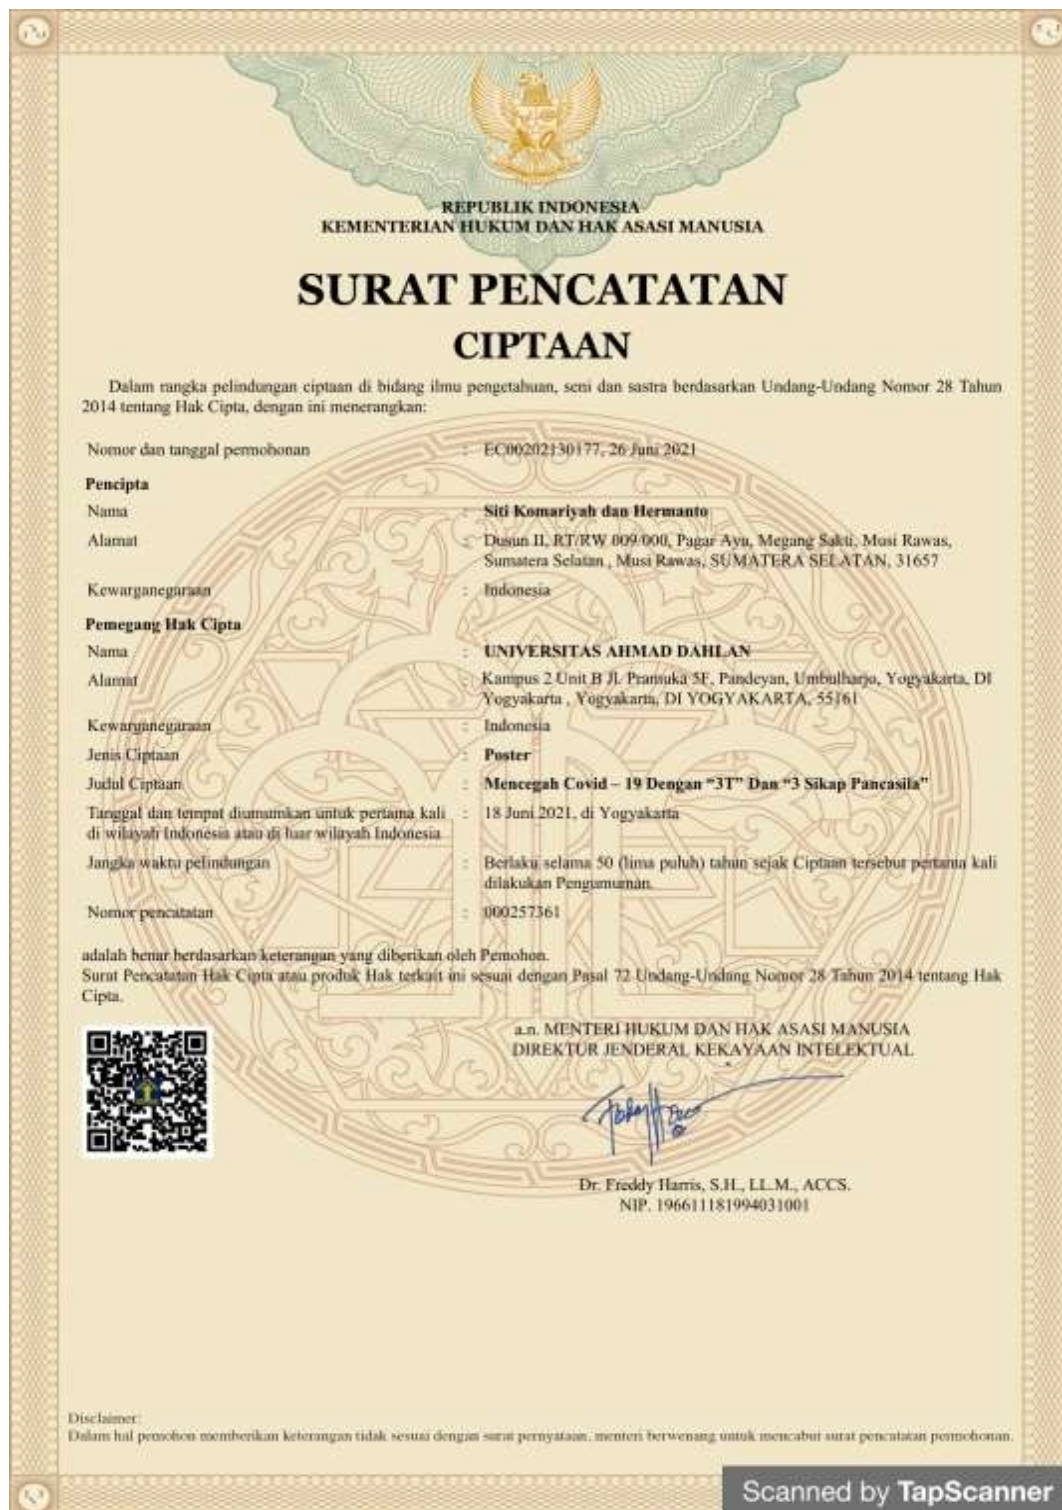 REPUBLIK INDONESIA
KEMENTERIAN HUKUM DAN HAK ASASI MANUSIA
SURAT PENCATATAN
CIPTAAN
Dalam rangka pelindungan ciptaan di bidang ilmu pengetahuan, seni dan sastra berdasarkan Undang-Undang Nomor 28 Tahun
2014 tentang Hak Cipta, dengan ini menerangkan:
Nomor dan tanggal permohonan : EC00202130177, 26 Juni 2021
Pencipta
Nama : Siti Komariyah dan Hermanto
Alamat : Dusun II, RT/RW 009/000, Pagar Ayu, Megang Sakti, Musi Rawas,
Sumatera Selatan , Musi Rawas, SUMATERA SELATAN, 31657
Kewarganegaraan : Indonesia
Pemegang Hak Cipta
Nama : UNIVERSITAS AHMAD DAHLAN
Alamat : Kampus 2 Unit B Jl. Pramuka 5F, Pandeyan, Umbulharjo, Yogyakarta, DI
Yogyakarta , Yogyakarta, DI YOGYAKARTA, 55161
Kewarganegaraan : Indonesia
Jenis Ciptaan : Poster
Judul Ciptaan : Mencegah Covid – 19 Dengan “3T” Dan “3 Sikap Pancasila”
Tanggal dan tempat diumumkan untuk pertama kali : 18 Juni 2021, di Yogyakarta
di wilayah Indonesia atau di luar wilayah Indonesia
Jangka waktu pelindungan : Berlaku selama 50 (lima puluh) tahun sejak Ciptaan tersebut pertama kali
dilakukan Pengumuman.
Nomor pencatatan : 000257361
adalah benar berdasarkan keterangan yang diberikan oleh Pemohon.
Surat Pencatatan Hak Cipta atau produk Hak terkait ini sesuai dengan Pasal 72 Undang-Undang Nomor 28 Tahun 2014 tentang Hak
Cipta.
a.n. MENTERI HUKUM DAN HAK ASASI MANUSIA
DIREKTUR JENDERAL KEKAYAAN INTELEKTUAL
Dr. Freddy Harris, S.H., LL.M., ACCS.
NIP. 196611181994031001
Disclaimer:
Dalam hal pemohon memberikan keterangan tidak sesuai dengan surat pernyataan, menteri berwenang untuk mencabut surat pencatatan permohonan.
Scanned by TapScanner